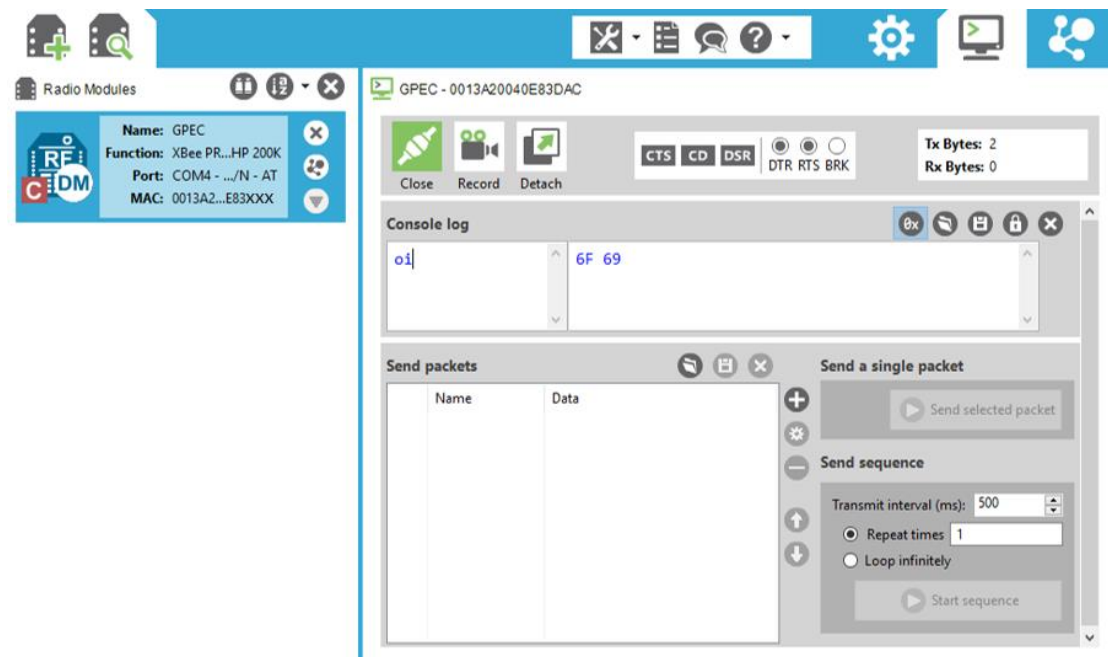 Radio Modules
GPEC - 0013A20040E83DAC
RF
C
DM
Name: GPEC
Function: XBee PR...HP 200K
Port: COM4 - .../N - AT
MAC: 0013A2...E83XXX
Close
Record
Detach
CTS CD DSR
DTR RTS BRK
Tx Bytes: 2
Rx Bytes: 0
Console log
0x
oi
6F 69
Send packets
Name Data
Send a single packet
Send selected packet
Send sequence
Transmit interval (ms): 500
Repeat times 1
Loop infinitely
Start sequence